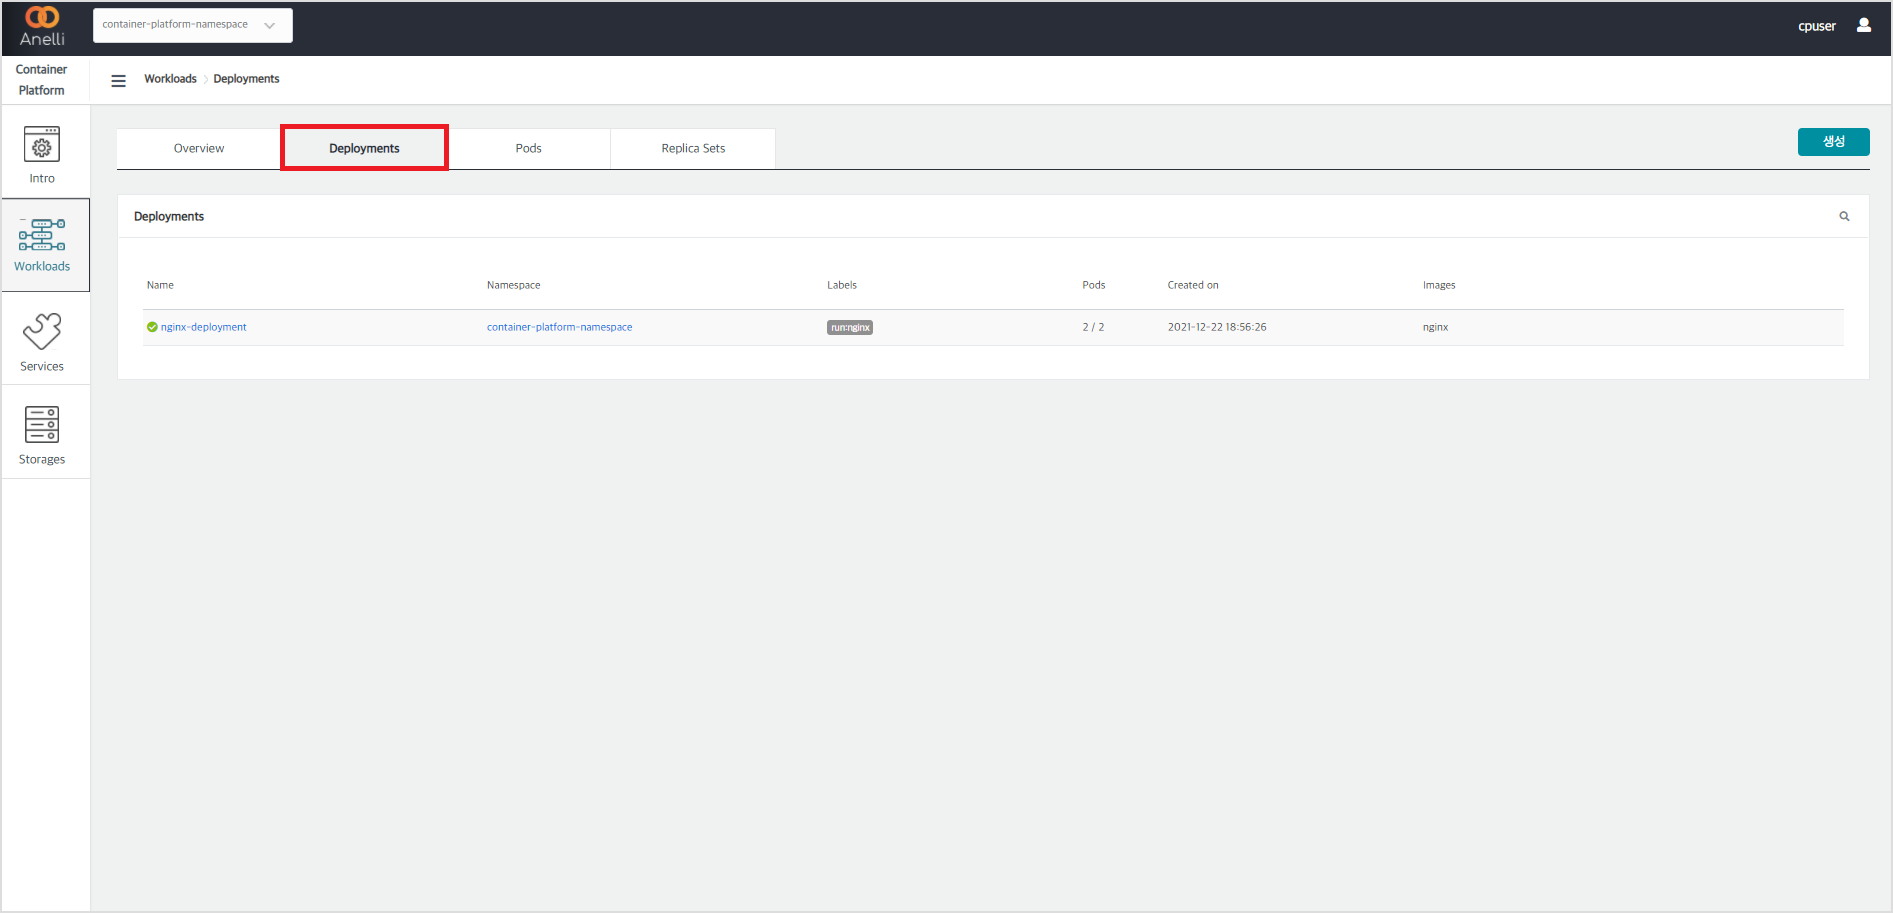 Anelli
container-platform-namespace
cpuser
Container
Platform
Workloads Deployments
Intro
Workloads
Services
Storages
Overview
Deployments
Pods
Replica Sets
생성
Deployments
Name Namespace Labels Pods Created on Images
nginx-deployment container-platform-namespace run:nginx 2 / 2 2021-12-22 18:56:26 nginx